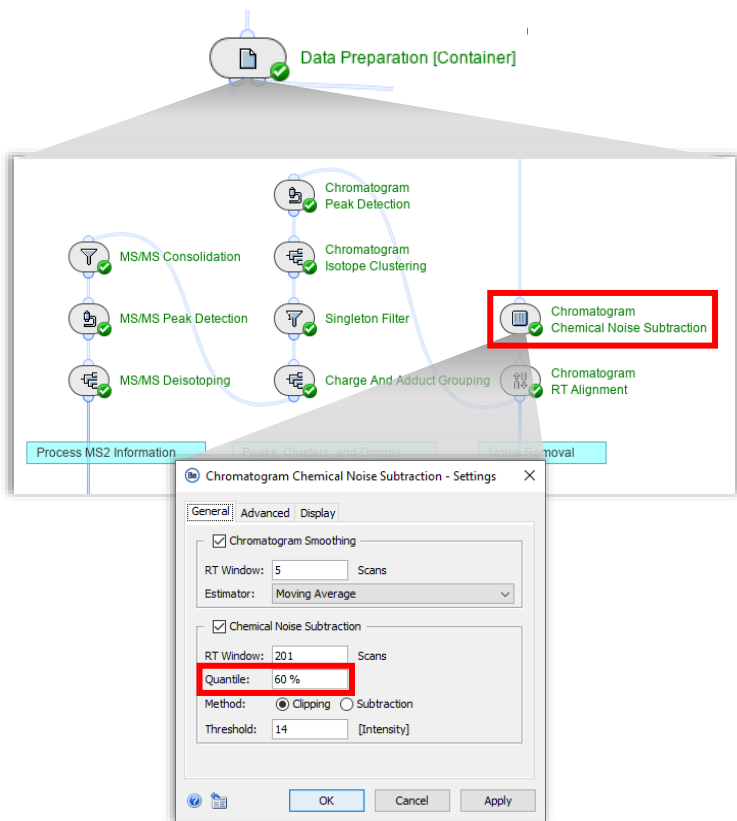 Data Preparation [Container]
Chromatogram
Peak Detection
MS/MS Consolidation
Chromatogram
Isotope Clustering
MS/MS Peak Detection
Singleton Filter
Chromatogram
Chemical Noise Subtraction
MS/MS Deisotoping
Charge And Adduct Grouping
Chromatogram
RT Alignment
Process MS2 Information
Peaks, Clusters, and Groups
Noise Removal
Chromatogram Chemical Noise Subtraction - Settings
General Advanced Display
Chromatogram Smoothing
RT Window: 5 Scans
Estimator: Moving Average
Chemical Noise Subtraction
RT Window: 201 Scans
Quantile: 60 %
Method: Clipping Subtraction
Threshold: 14 [Intensity]
OK Cancel Apply